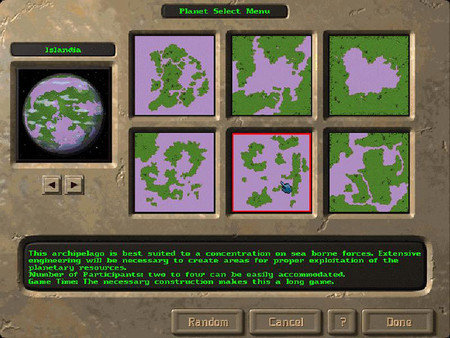 Planet Select Menu
Islandia
This archipelago is best suited to a concentration on sea borne forces. Extensive
engineering will be necessary to create areas for proper exploitation of the
planetary resources.
Number of Participants: two to four can be easily accommodated.
Game Time: The necessary construction makes this a long game.
Random
Cancel
?
Done